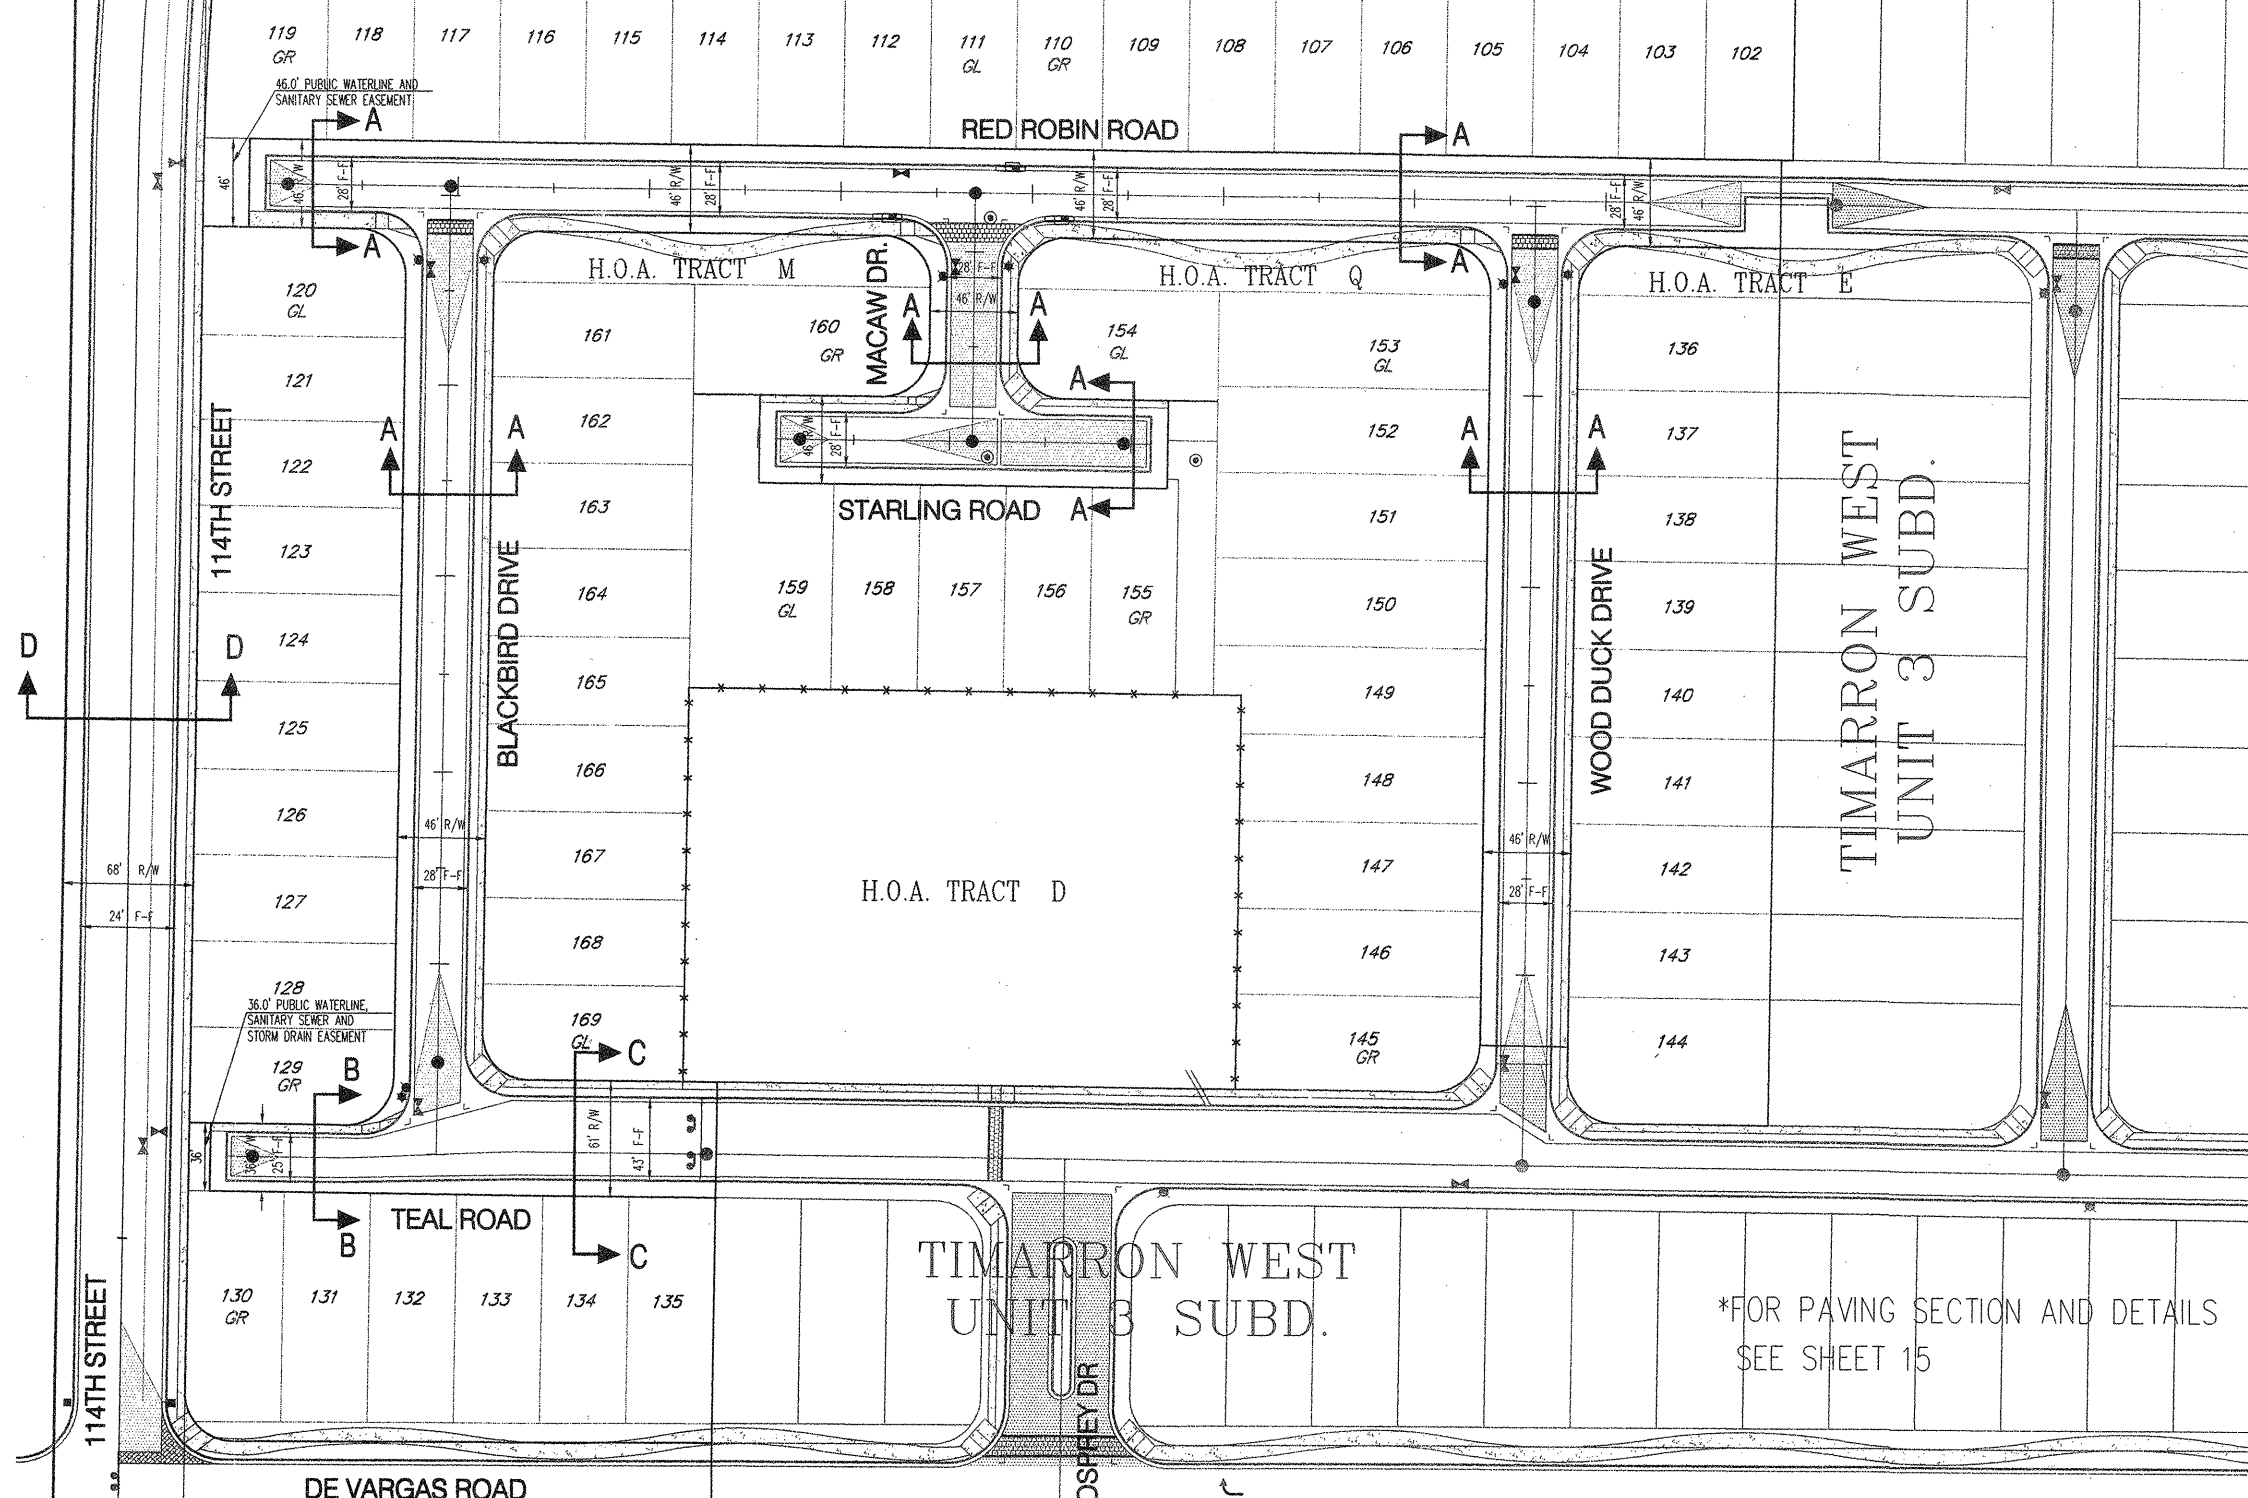 119
GR
118
117
116
115
114
113
112
111
GL
110
GR
109
108
107
106
105
104
103
102
46.0' PUBLIC WATERLINE AND
SANITARY SEWER EASEMENT
A
RED ROBIN ROAD
A
46'
46' R/W
28' F-F
46' R/W
28' F-F
46' R/W
28' F-F
28' F-F
46' R/W
A
A
H.O.A. TRACT M
MACAW DR.
28' F-F
46' R/W
H.O.A. TRACT Q
H.O.A. TRACT E
120
GL
161
160
GR
A
A
154
GL
153
GL
136
121
A
162
46' R/W
28' F-F
152
137
A
A
A
A
114TH STREET
122
163
STARLING ROAD
A
151
138
TIMARRON WEST
UNIT 3 SUBD.
123
BLACKBIRD DRIVE
164
159
GL
158
157
156
155
GR
150
WOOD DUCK DRIVE
139
D
D
124
165
149
140
125
166
148
141
126
46' R/W
46' R/W
167
147
142
68' R/W
28' F-F
28' F-F
H.O.A. TRACT D
127
24' F-F
168
146
143
128
36.0' PUBLIC WATERLINE,
SANITARY SEWER AND
STORM DRAIN EASEMENT
169
GL
C
145
GR
144
129
GR
B
36'
36' R/W
25' F-F
61' R/W
43' F-F
TEAL ROAD
B
C
130
GR
131
132
133
134
135
TIMARRON WEST
UNIT 3 SUBD.
*FOR PAVING SECTION AND DETAILS
SEE SHEET 15
114TH STREET
OSPREY DR
DE VARGAS ROAD